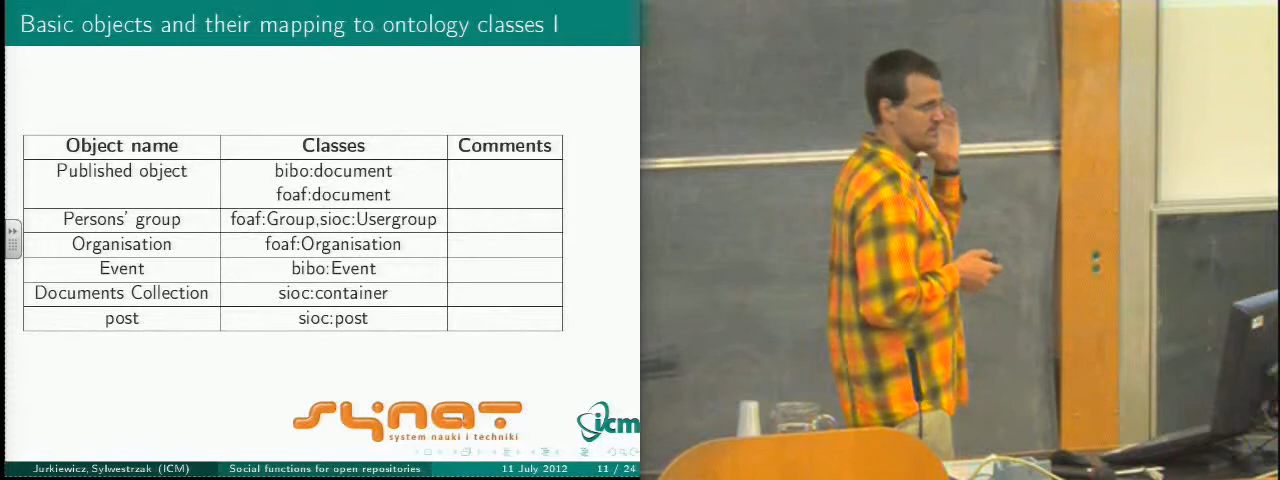 Basic objects and their mapping to ontology classes I
Object name Classes Comments
Published object bibo:document
foaf:document
Persons' group foaf:Group,sioc:Usergroup
Organisation foaf:Organisation
Event bibo:Event
Documents Collection sioc:container
post sioc:post
synat
system nauki i techniki
icm
Jurkiewicz, Sylwestrzak (ICM) Social functions for open repositories 11 July 2012 11 / 24